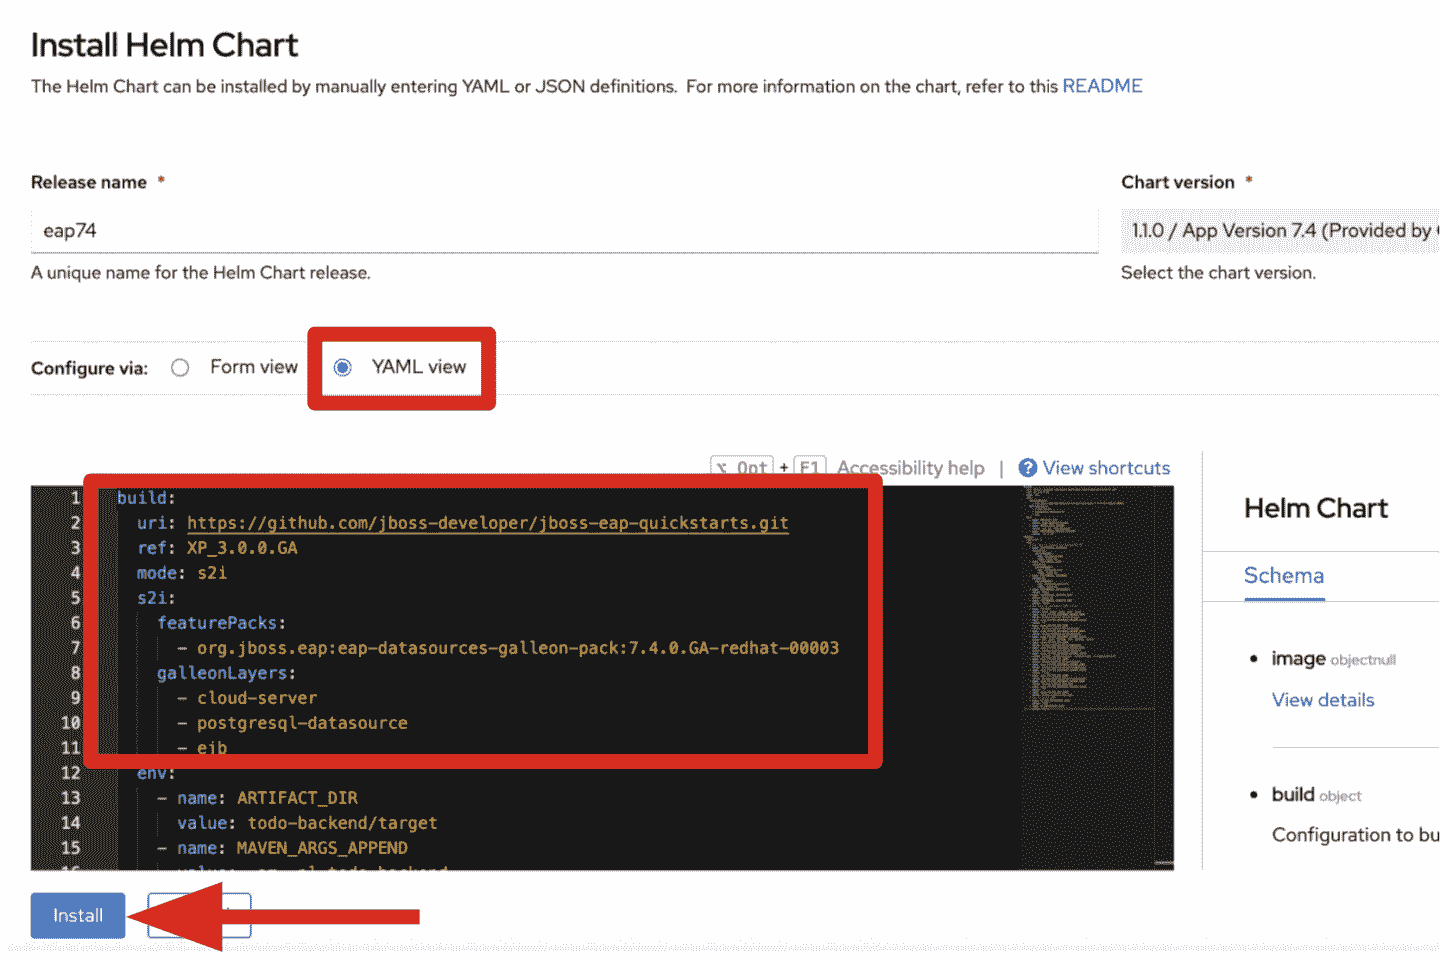 Install Helm Chart
The Helm Chart can be installed by manually entering YAML or JSON definitions. For more information on the chart, refer to this README
Release name *
Chart version *
eap74
1.1.0 / App Version 7.4 (Provided by
A unique name for the Helm Chart release.
Select the chart version.
Configure via: Form view YAML view
⌥ Opt + F1 Accessibility help | View shortcuts
1 build:
2 uri: https://github.com/jboss-developer/jboss-eap-quickstarts.git
3 ref: XP_3.0.0.GA
4 mode: s2i
5 s2i:
6 featurePacks:
7 - org.jboss.eap:eap-datasources-galleon-pack:7.4.0.GA-redhat-00003
8 galleonLayers:
9 - cloud-server
10 - postgresql-datasource
11 - ejb
12 env:
13 - name: ARTIFACT_DIR
14 value: todo-backend/target
15 - name: MAVEN_ARGS_APPEND
Helm Chart
Schema
• image objectnull
View details
• build object
Configuration to bu
Install